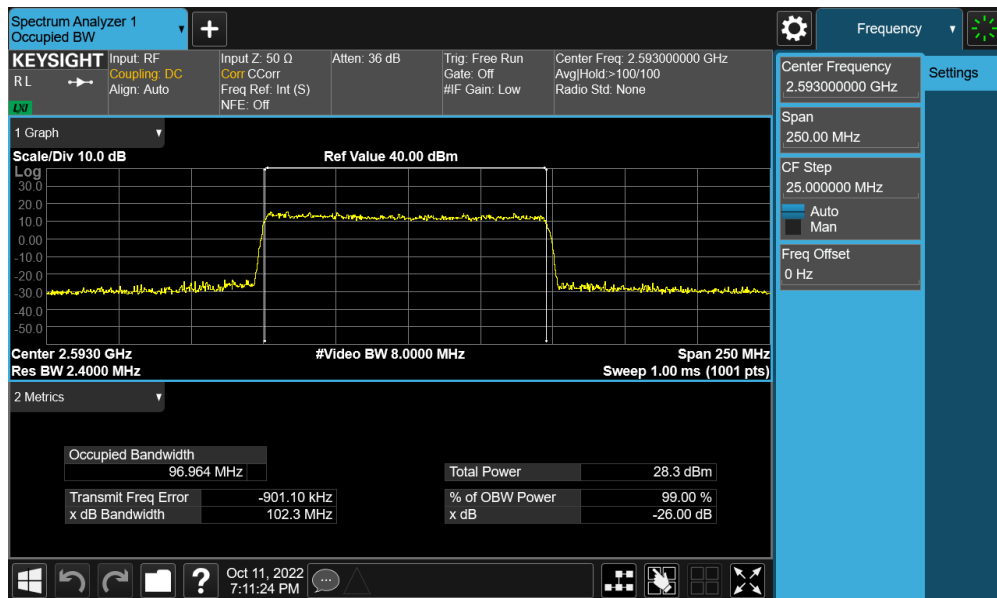 Spectrum Analyzer 1
Occupied BW
+
Frequency
KEYSIGHT
R L
LXI
Input: RF
Coupling: DC
Align: Auto
Input Z: 50 Ω
Corr CCorr
Freq Ref: Int (S)
NFE: Off
Atten: 36 dB
Trig: Free Run
Gate: Off
#IF Gain: Low
Center Freq: 2.593000000 GHz
Avg|Hold:>100/100
Radio Std: None
Center Frequency
2.593000000 GHz
Settings
Span
250.00 MHz
CF Step
25.000000 MHz
Auto
Man
Freq Offset
0 Hz
1 Graph
Scale/Div 10.0 dB
Ref Value 40.00 dBm
Log
30.0
20.0
10.0
0.00
-10.0
-20.0
-30.0
-40.0
-50.0
Center 2.5930 GHz
#Video BW 8.0000 MHz
Span 250 MHz
Res BW 2.4000 MHz
Sweep 1.00 ms (1001 pts)
2 Metrics
Occupied Bandwidth
96.964 MHz
Total Power 28.3 dBm
Transmit Freq Error -901.10 kHz
% of OBW Power 99.00 %
x dB Bandwidth 102.3 MHz
x dB -26.00 dB
?
Oct 11, 2022
7:11:24 PM